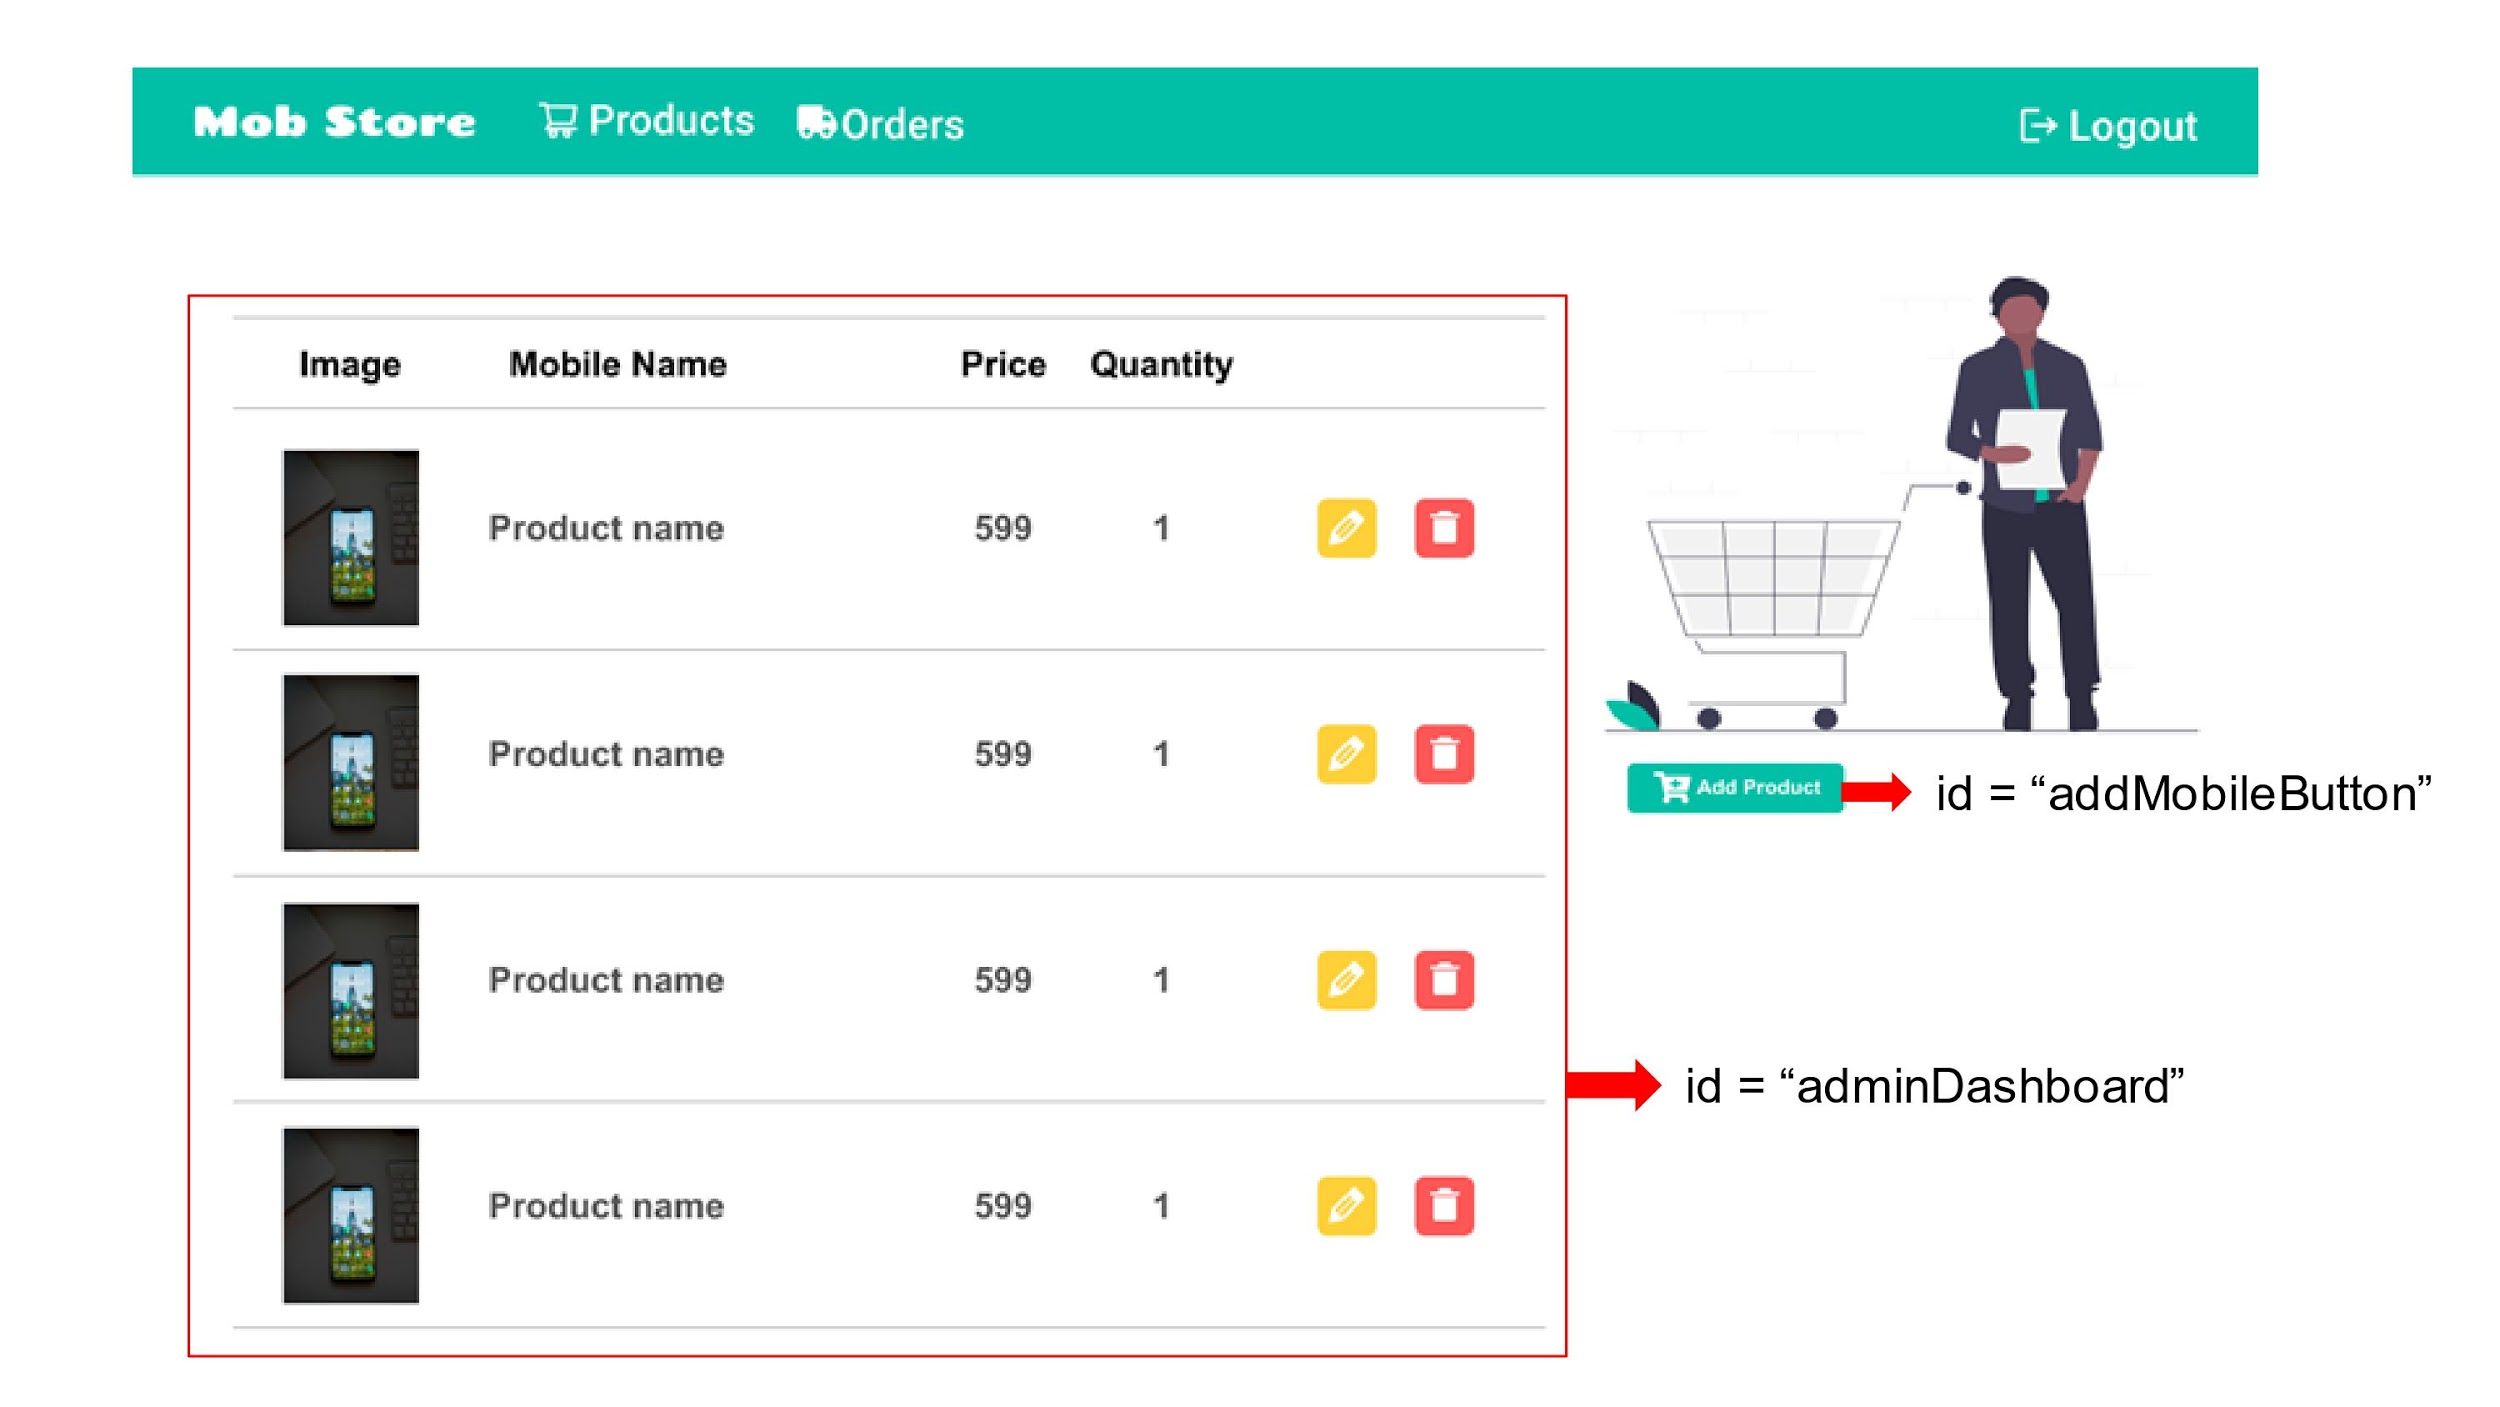 Mob Store Products Orders Logout
Image Mobile Name Price Quantity
Product name 599 1
Product name 599 1
Add Product id = “addMobileButton”
Product name 599 1
id = “adminDashboard”
Product name 599 1